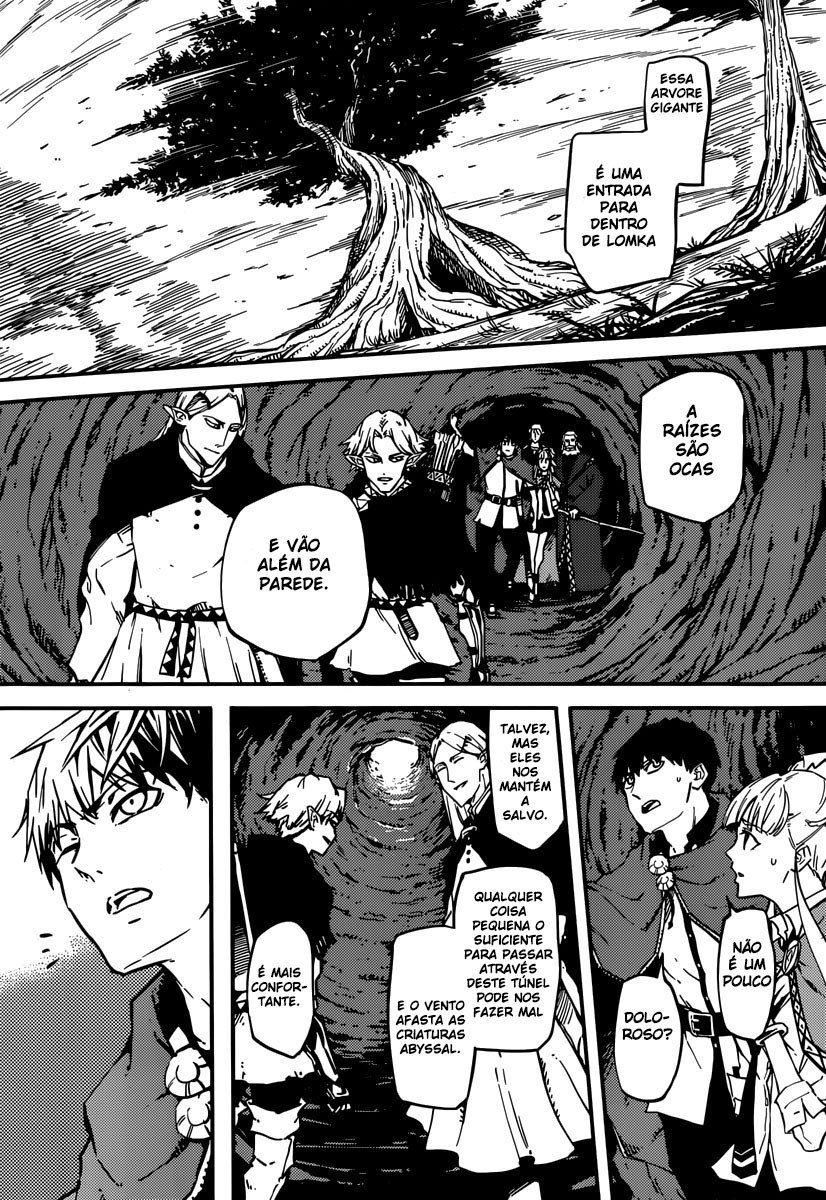 ESSA
ARVORE
GIGANTE
É UMA
ENTRADA
PARA
DENTRO
DE LOMKA
A
RAÍZES
SÃO
OCAS
E VÃO
ALÉM DA
PAREDE.
NÃO
É UM
POUCO
DOLO-
ROSO?
TALVEZ,
MAS
ELES
NOS
MANTÉM
A
SALVO.
QUALQUER
COISA
PEQUENA O
SUFICIENTE
PARA PASSAR
ATRAVÉS
DESTE TÚNEL
PODE NOS
FAZER MAL
E O VENTO
AFASTA AS
CRIATURAS
ABYSSAL.
É MAIS
CONFOR-
TANTE.